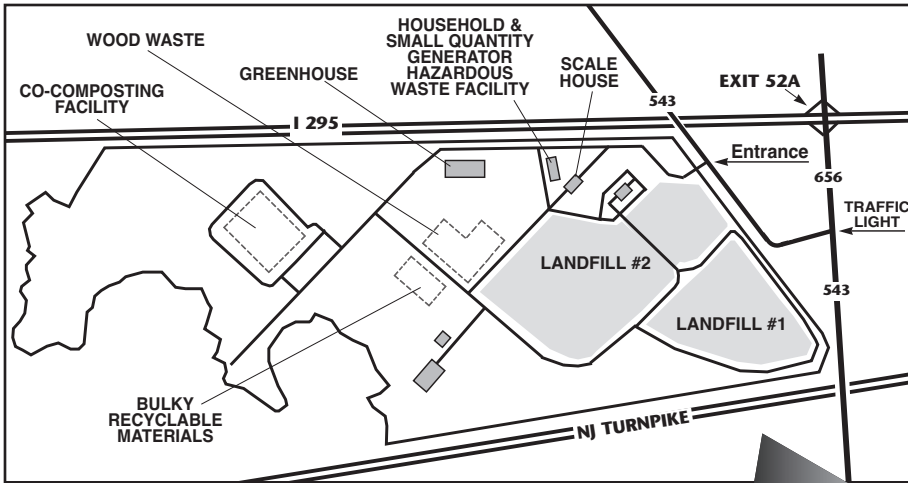 WOOD WASTE
CO-COMPOSTING
FACILITY
GREENHOUSE
HOUSEHOLD &
SMALL QUANTITY
GENERATOR
HAZARDOUS
WASTE FACILITY
SCALE
HOUSE
543
EXIT 52A
I 295
Entrance
656
TRAFFIC
LIGHT
LANDFILL #2
543
LANDFILL #1
BULKY
RECYCLABLE
MATERIALS
NJ TURNPIKE